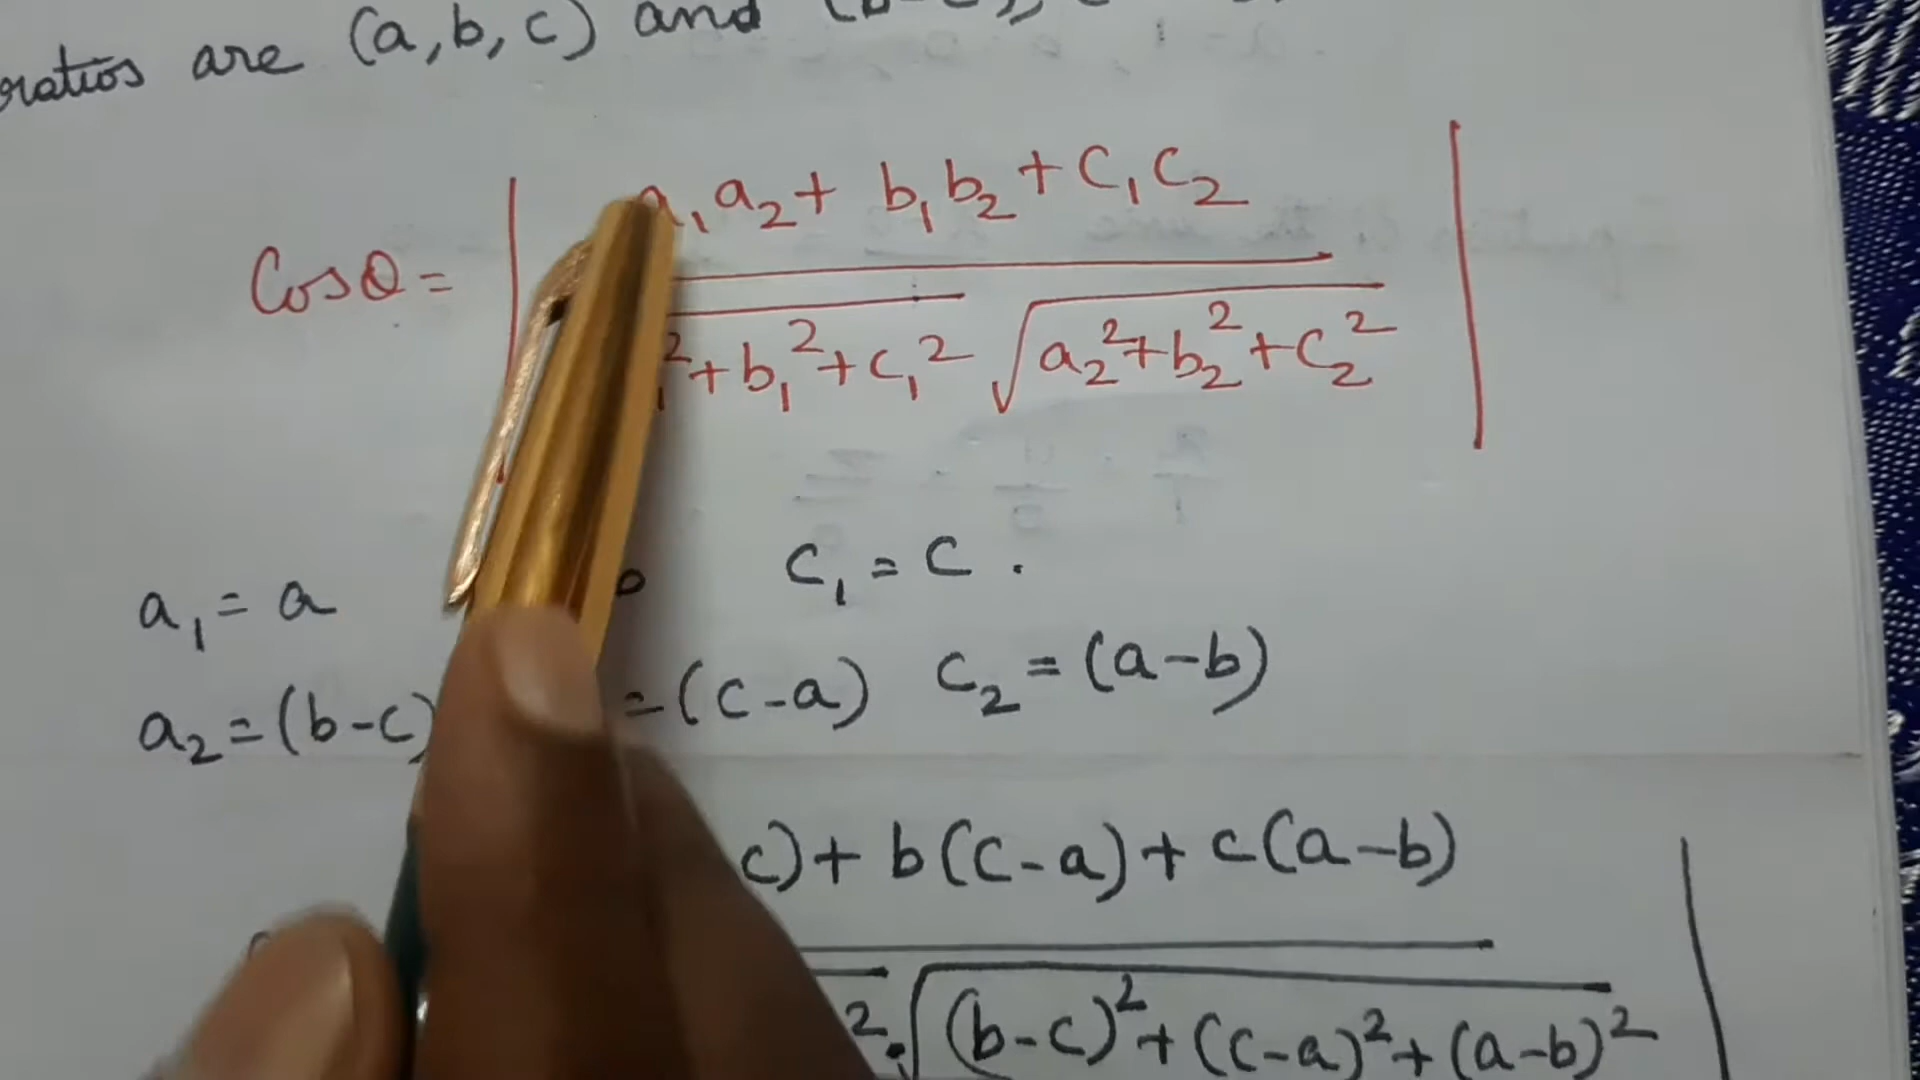 ratios are (a, b, c) and
Cosθ = | a₁a₂ + b₁b₂ + c₁c₂ / ₁² + b₁² + c₁² √a₂² + b₂² + c₂² |
a₁ = a c₁ = c .
a₂ = (b-c) = (c-a) c₂ = (a-b)
c) + b(c-a) + c(a-b)
² · √(b-c)² + (c-a)² + (a-b)² |